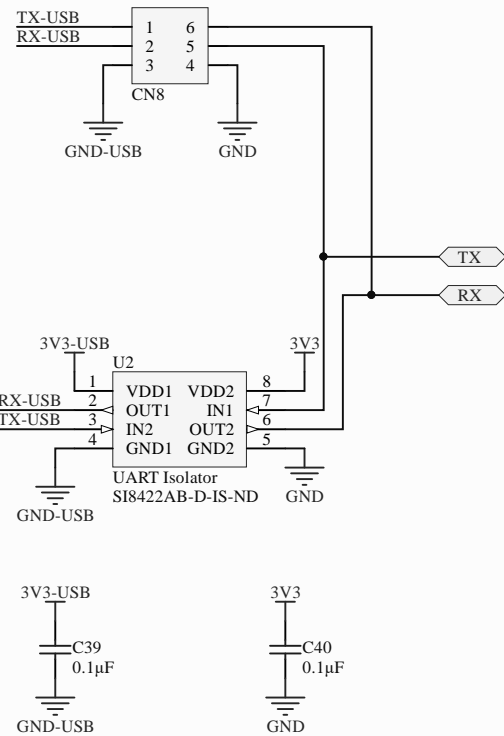 TX-USB
RX-USB
1 6
2 5
3 4
CN8
GND-USB GND
TX
RX
3V3-USB 3V3
U2
1 VDD1 VDD2 8
RX-USB 2 OUT1 IN1 7
TX-USB 3 IN2 OUT2 6
4 GND1 GND2 5
UART Isolator
SI8422AB-D-IS-ND
GND-USB GND
3V3-USB 3V3
C39 C40
0.1µF 0.1µF
GND-USB GND